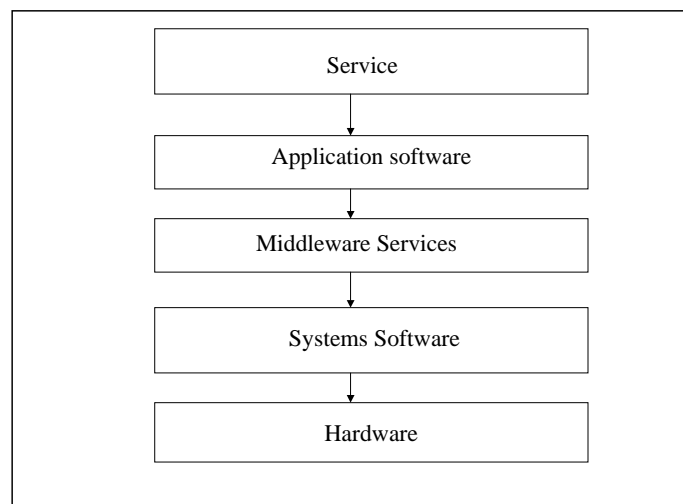 Service
Application software
Middleware Services
Systems Software
Hardware